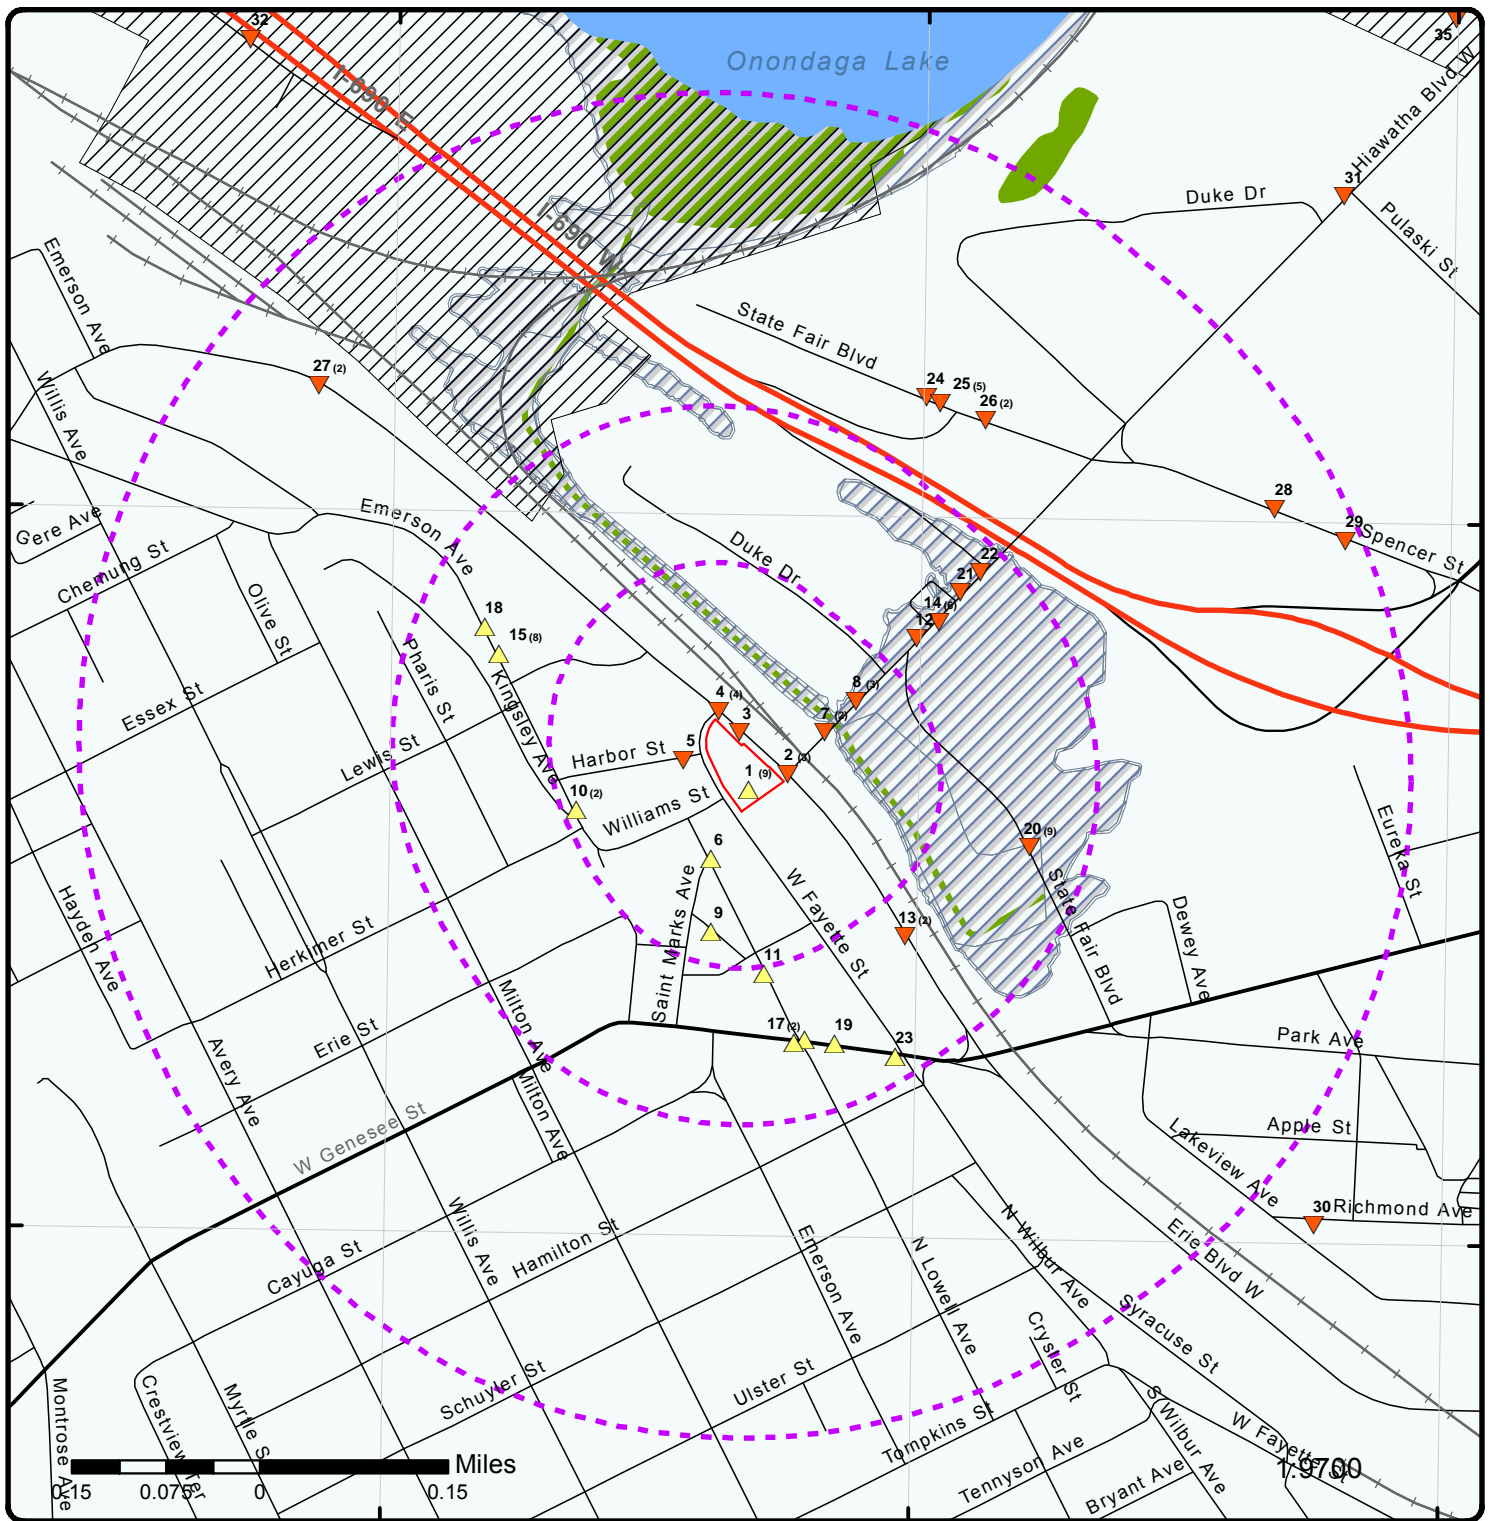 32
35
Onondaga Lake
I-690 E
Hiawatha Blvd W
31
Duke Dr
Pulaski St
I-690 W
Emerson Ave
State Fair Blvd
27 (2)
24
25 (5)
26 (2)
Willis Ave
28
29
Spencer St
Gere Ave
Emerson Ave
Chemung St
Duke Dr
22
21
Olive St
14 (6)
12
18
15 (8)
Pharis St
Kingsley Ave
Essex St
8 (3)
4 (4)
3
7 (2)
Lewis St
Harbor St
5
2 (3)
1 (9)
10 (2)
Williams St
Eureka St
6
20 (9)
W Fayette St
State Fair Blvd
Hayden Ave
Saint Marks Ave
9
13 (2)
Dewey Ave
Herkimer St
11
Milton Ave
Erie St
17 (2)
19
23
Park Ave
Avery Ave
Milton Ave
W Genesee St
Apple St
Lakeview Ave
30
Richmond Ave
Willis Ave
Hamilton St
Cayuga St
Emerson Ave
N Lowell Ave
N Wilbur Ave
Erie Blvd W
Syracuse St
Crysler St
Schuyler St
Ulster St
Tompkins St
Montrose Ave
Crestview Ter
Myrtle S
S Wilbur Ave
W Fayette St
Tennyson Ave
Bryant Ave
Miles
1:9700
0.15
0.075
0
0.15